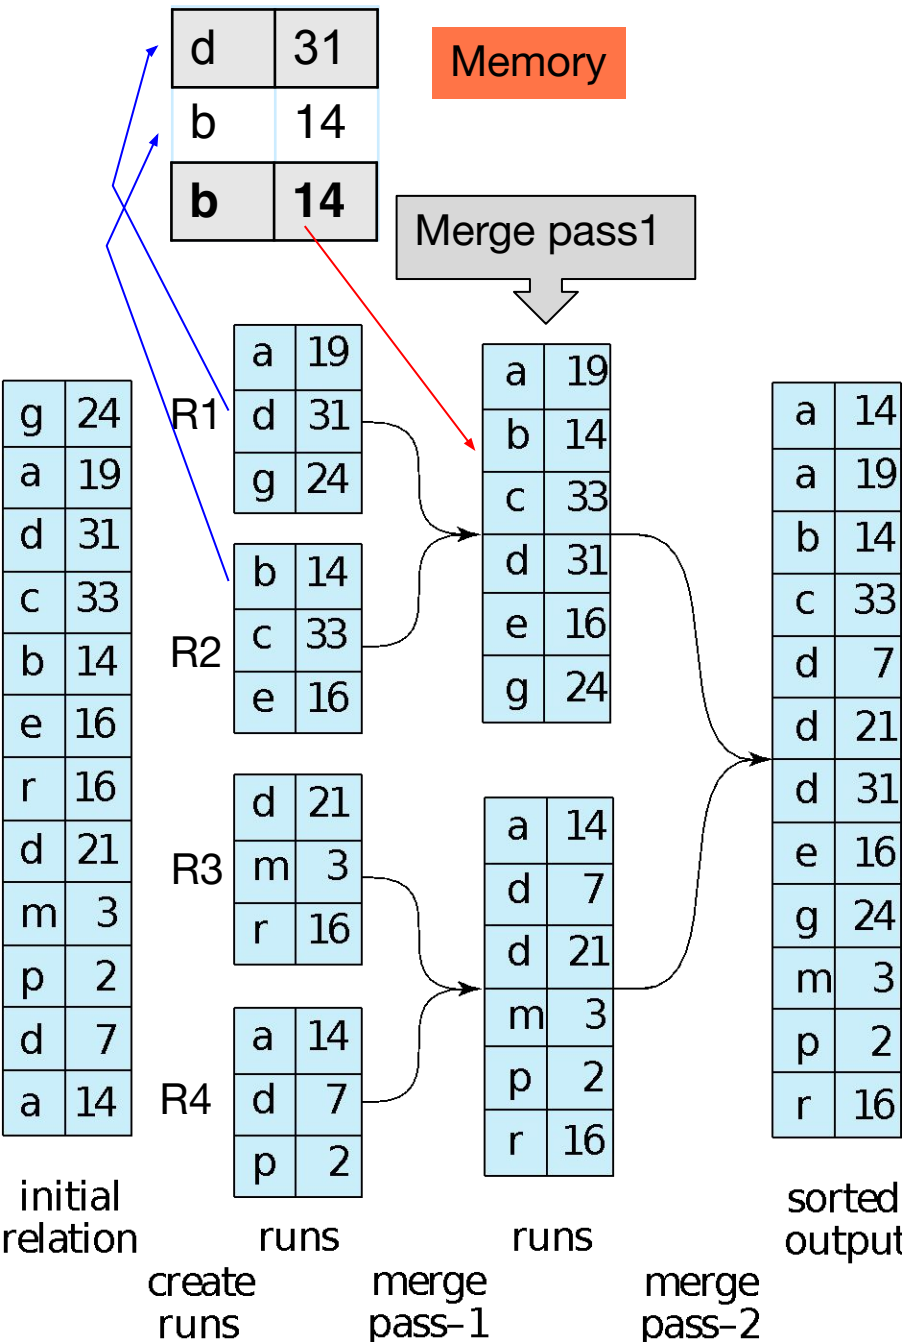 d 31
b 14
b 14
Memory
Merge pass1
g 24
a 19
d 31
c 33
b 14
e 16
r 16
d 21
m 3
p 2
d 7
a 14
initial
relation
create
runs
R1
a 19
d 31
g 24
R2
b 14
c 33
e 16
R3
d 21
m 3
r 16
R4
a 14
d 7
p 2
runs
merge
pass–1
a 19
b 14
c 33
d 31
e 16
g 24
a 14
d 7
d 21
m 3
p 2
r 16
runs
merge
pass–2
a 14
a 19
b 14
c 33
d 7
d 21
d 31
e 16
g 24
m 3
p 2
r 16
sorted
output